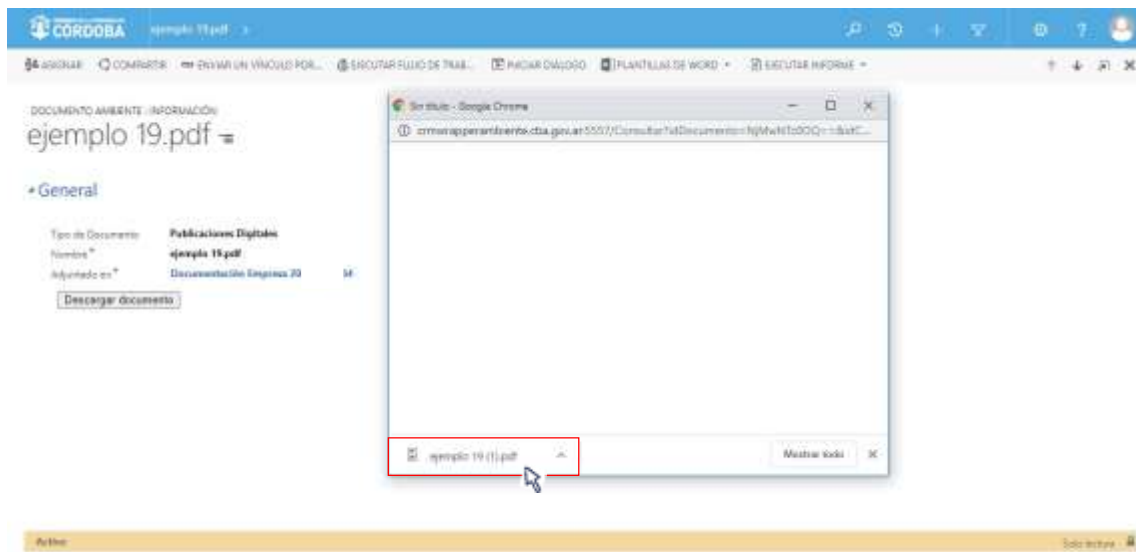 CÓRDOBA ejemplo 19.pdf
ASIGNAR COMPARTIR ENVIAR UN VÍNCULO POR... EJECUTAR FLUJO DE TRAB... INICIAR DIÁLOGO PLANTILLAS DE WORD EJECUTAR INFORME
DOCUMENTO AMBIENTE : INFORMACIÓN
ejemplo 19.pdf
General
Tipo de Documento Publicaciones Digitales
Nombre * ejemplo 19.pdf
Adjuntado en * Documentación Empresa 20
Descargar documento
Sin título - Google Chrome
ejemplo 19 (1).pdf
Mostrar todo
Activo
Solo lectura